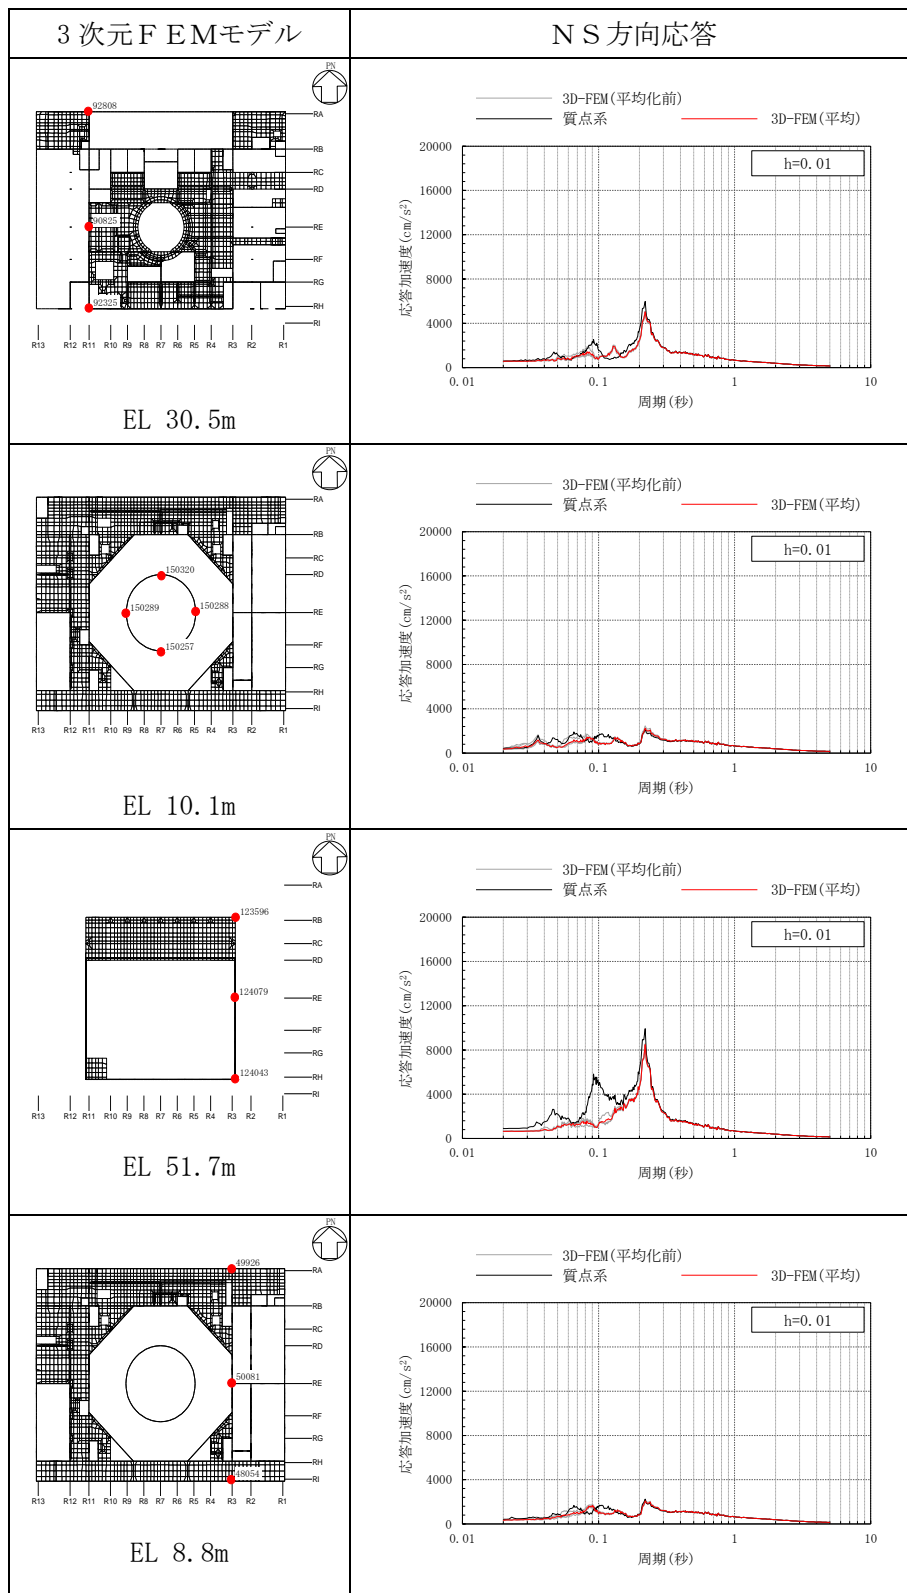 3次元FEMモデル
NS方向応答
PN
92808
90825
92325
RA
RB
RC
RD
RE
RF
RG
RH
RI
R13 R12 R11 R10 R9 R8 R7 R6 R5 R4 R3 R2 R1
EL 30.5m
3D-FEM(平均化前)
質点系
3D-FEM(平均)
h=0.01
応答加速度(cm/s²)
20000
16000
12000
8000
4000
0
0.01 0.1 1 10
周期(秒)
PN
150320
150289
150288
150257
RA
RB
RC
RD
RE
RF
RG
RH
RI
R13 R12 R11 R10 R9 R8 R7 R6 R5 R4 R3 R2 R1
EL 10.1m
3D-FEM(平均化前)
質点系
3D-FEM(平均)
h=0.01
応答加速度(cm/s²)
20000
16000
12000
8000
4000
0
0.01 0.1 1 10
周期(秒)
PN
123596
124079
124043
RA
RB
RC
RD
RE
RF
RG
RH
RI
R13 R12 R11 R10 R9 R8 R7 R6 R5 R4 R3 R2 R1
EL 51.7m
3D-FEM(平均化前)
質点系
3D-FEM(平均)
h=0.01
応答加速度(cm/s²)
20000
16000
12000
8000
4000
0
0.01 0.1 1 10
周期(秒)
PN
49926
50081
48054
RA
RB
RC
RD
RE
RF
RG
RH
RI
R13 R12 R11 R10 R9 R8 R7 R6 R5 R4 R3 R2 R1
EL 8.8m
3D-FEM(平均化前)
質点系
3D-FEM(平均)
h=0.01
応答加速度(cm/s²)
20000
16000
12000
8000
4000
0
0.01 0.1 1 10
周期(秒)